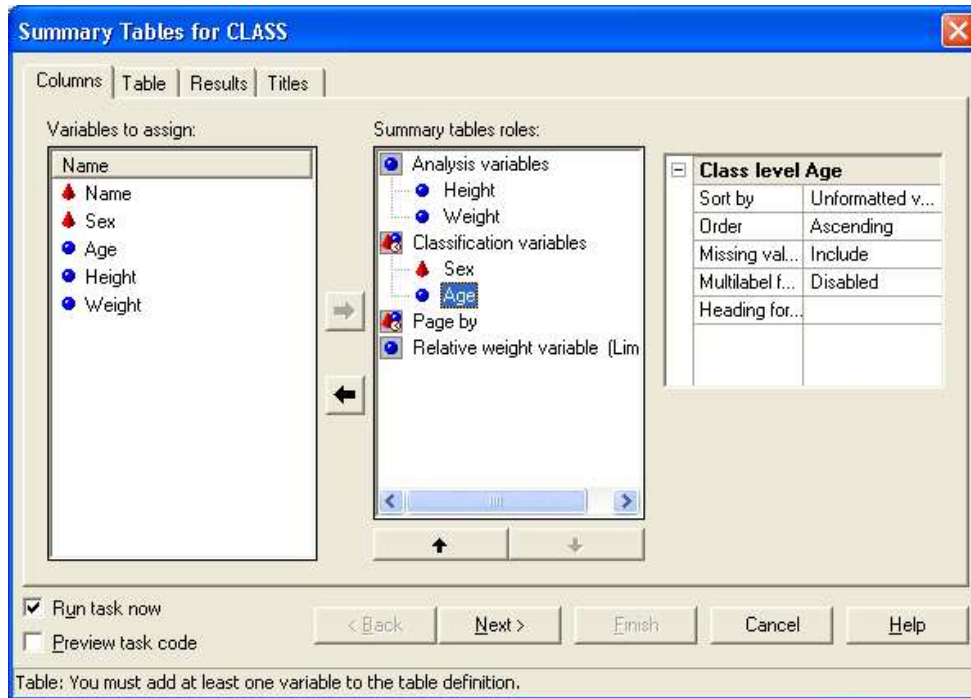 Summary Tables for CLASS
Columns Table Results Titles
Variables to assign:
Name
Name
Sex
Age
Height
Weight
Summary tables roles:
Analysis variables
Height
Weight
Classification variables
Sex
Age
Page by
Relative weight variable (Lim
Class level Age
Sort by Unformatted v...
Order Ascending
Missing val... Include
Multilabel f... Disabled
Heading for...
Run task now
Preview task code
< Back Next > Finish Cancel Help
Table: You must add at least one variable to the table definition.